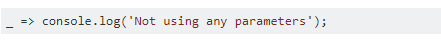 _ => console.log('Not using any parameters');